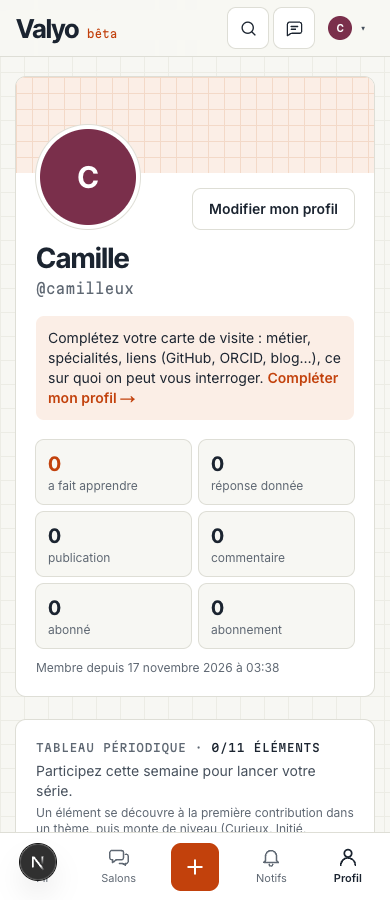 Valyo bêta
C
C
Modifier mon profil
Camille
@camilleux
Complétez votre carte de visite : métier,
spécialités, liens (GitHub, ORCID, blog…), ce
sur quoi on peut vous interroger. Compléter
mon profil →
0
a fait apprendre
0
réponse donnée
0
publication
0
commentaire
0
abonné
0
abonnement
Membre depuis 17 novembre 2026 à 03:38
TABLEAU PÉRIODIQUE · 0/11 ÉLÉMENTS
Participez cette semaine pour lancer votre
série.
Un élément se découvre à la première contribution dans
un thème, puis monte de niveau (Curieux, Initié,
N
Salons
Notifs
Profil